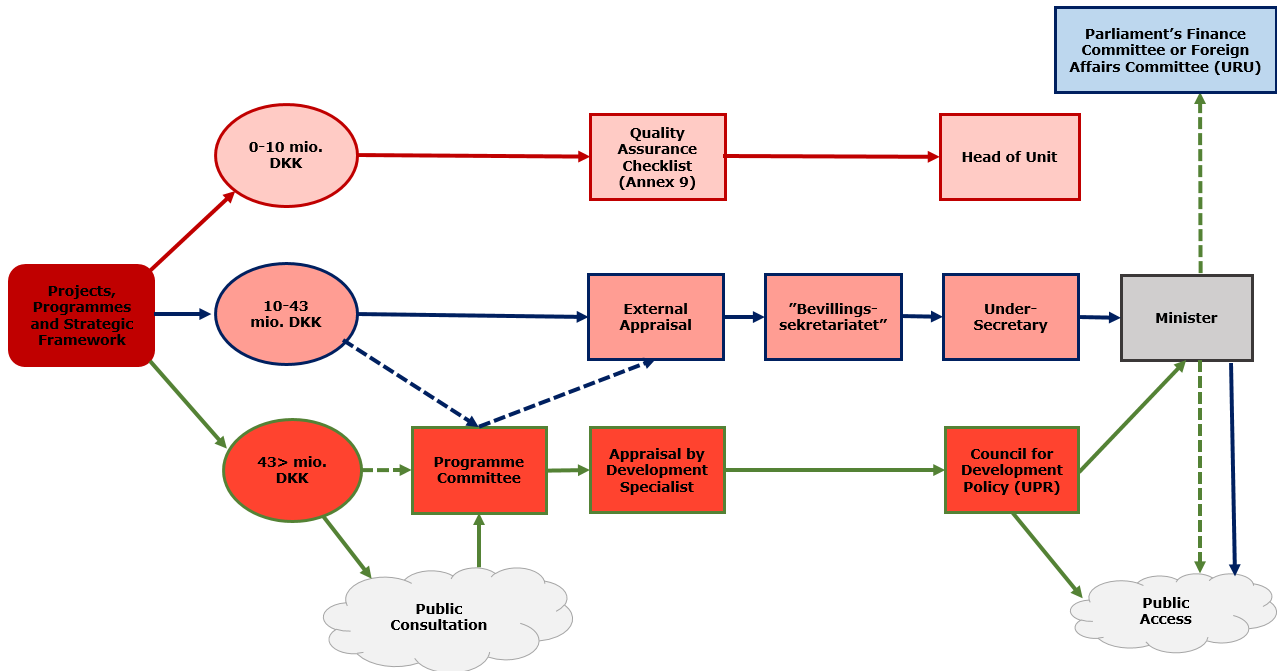 Parliament's Finance
Committee or Foreign
Affairs Committee (URU)
0-10 mio.
DKK
Quality
Assurance
Checklist
(Annex 9)
Head of Unit
Projects,
Programmes
and Strategic
Framework
10-43
mio. DKK
External
Appraisal
”Bevillings-
sekretariatet”
Under-
Secretary
Minister
43> mio.
DKK
Programme
Committee
Appraisal by
Development
Specialist
Council for
Development
Policy (UPR)
Public
Consultation
Public
Access